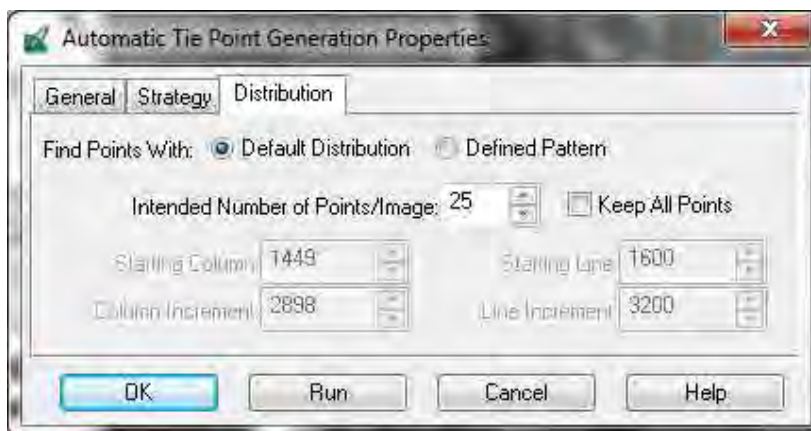 Automatic Tie Point Generation Properties
General Strategy Distribution
Find Points With: Default Distribution Defined Pattern
Intended Number of Points/Image: 25 Keep All Points
Starting Column 1449 Starting Line 1600
Column Increment 2898 Line Increment 3200
OK Run Cancel Help